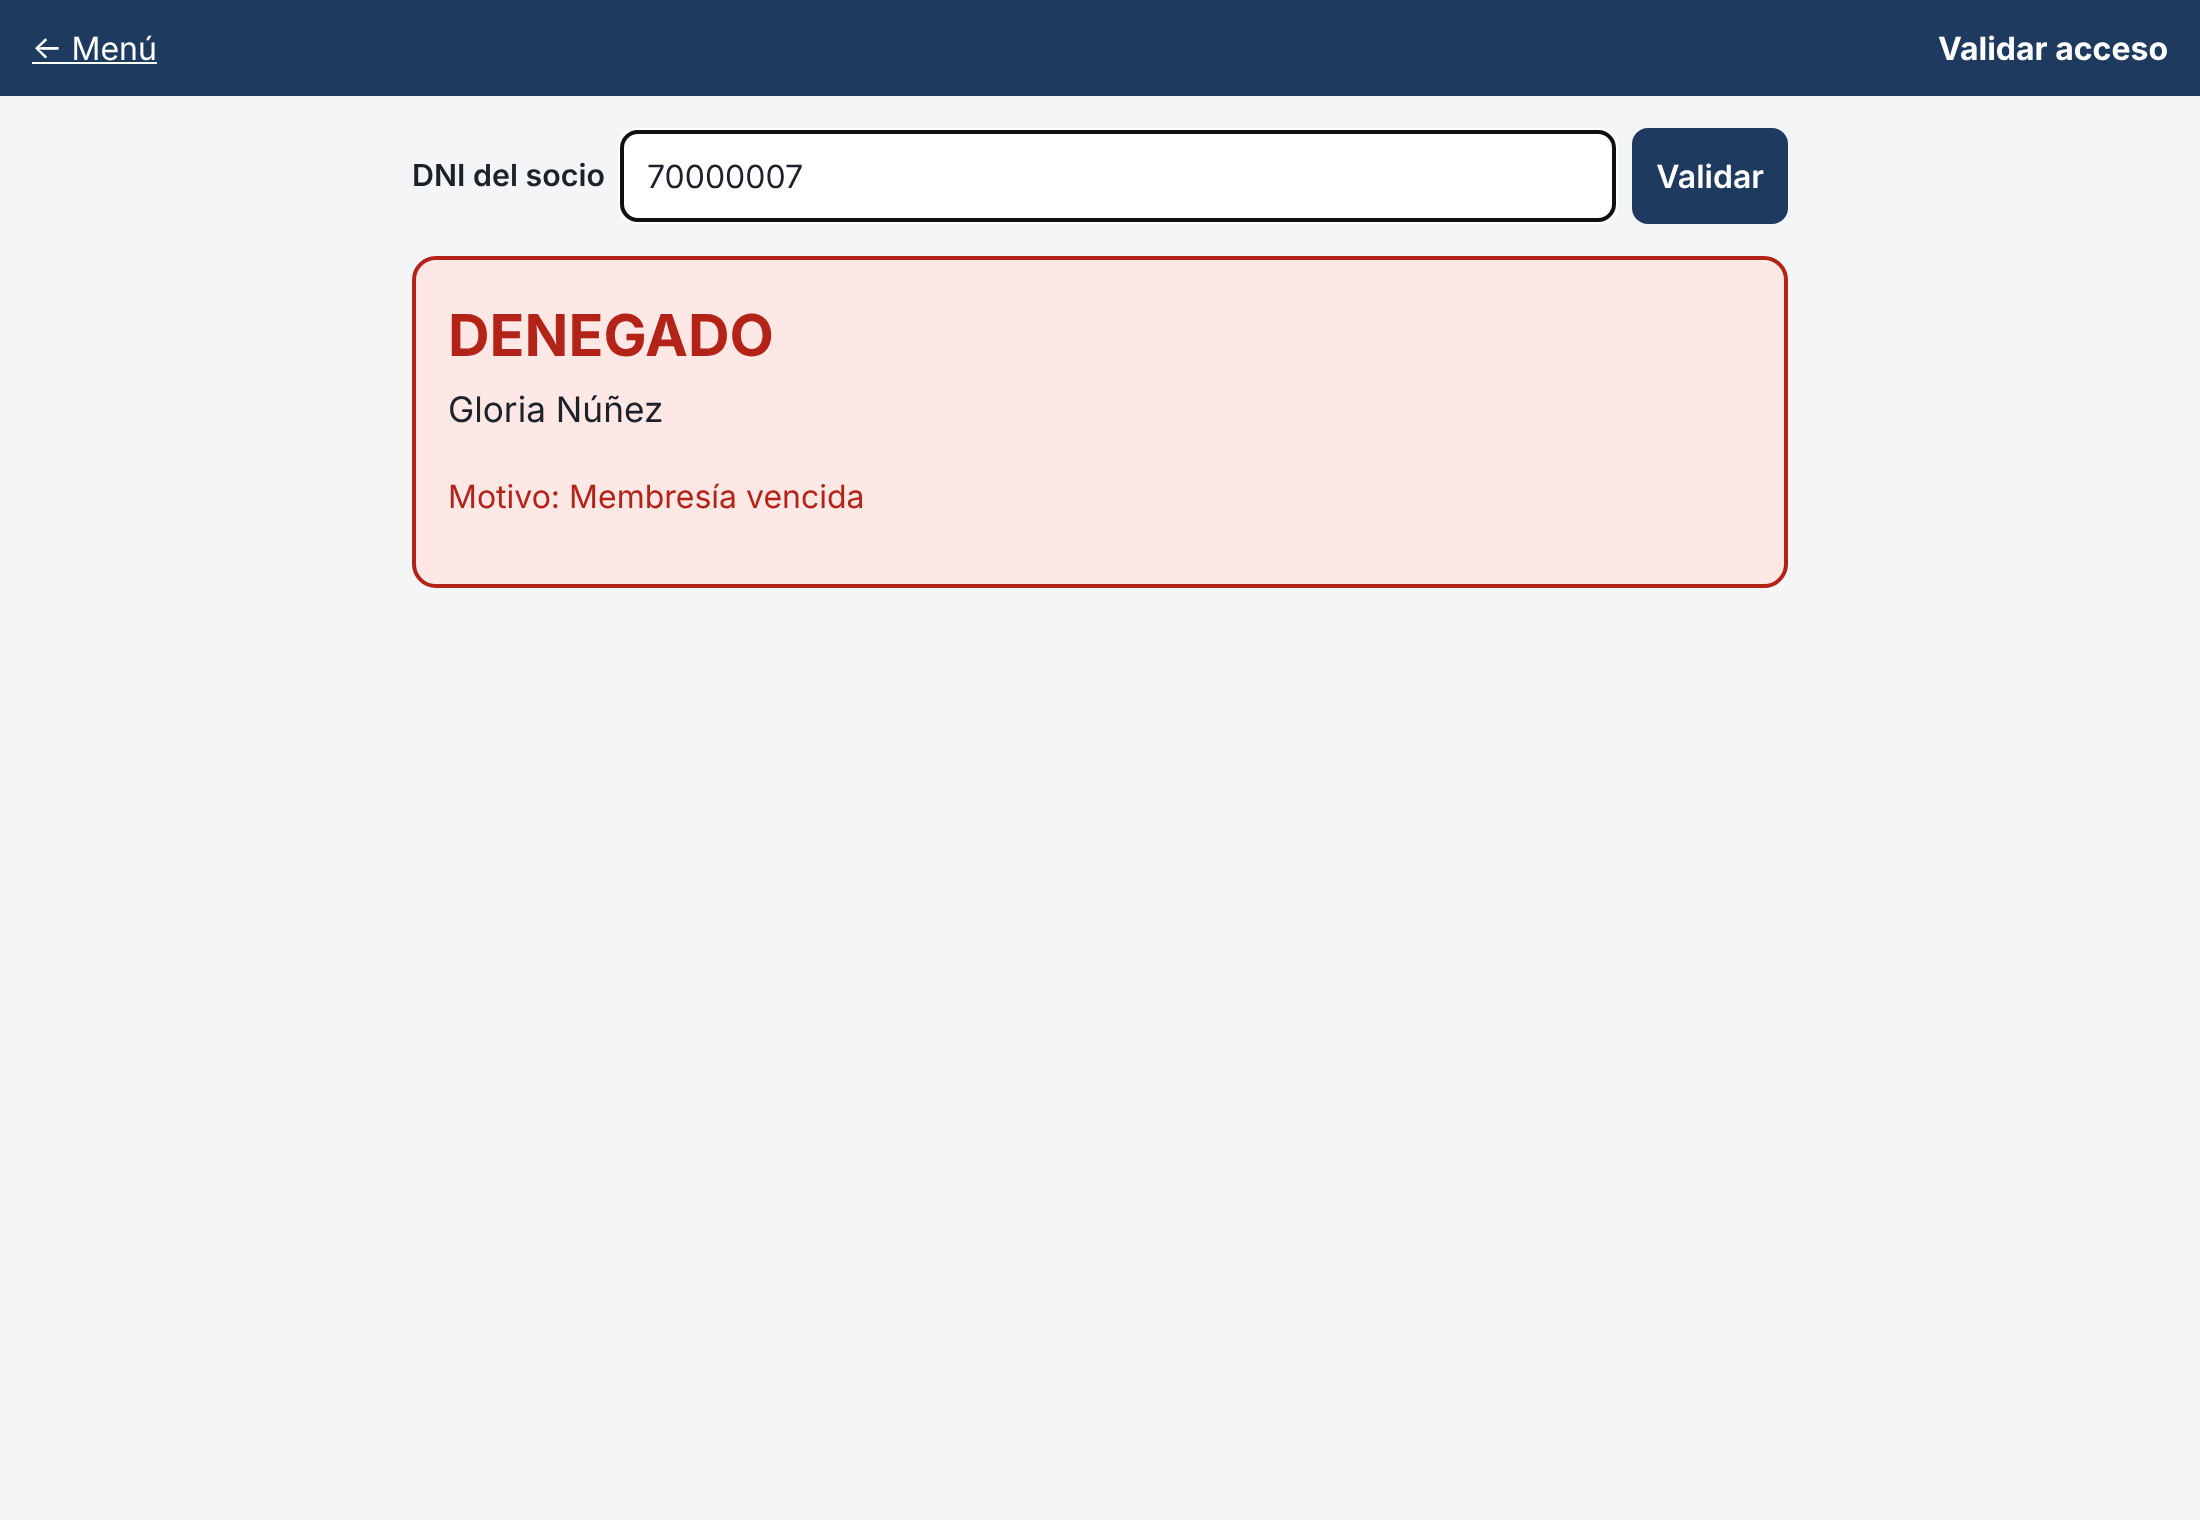 ← Menú
Validar acceso
DNI del socio
70000007
Validar
DENEGADO
Gloria Núñez
Motivo: Membresía vencida